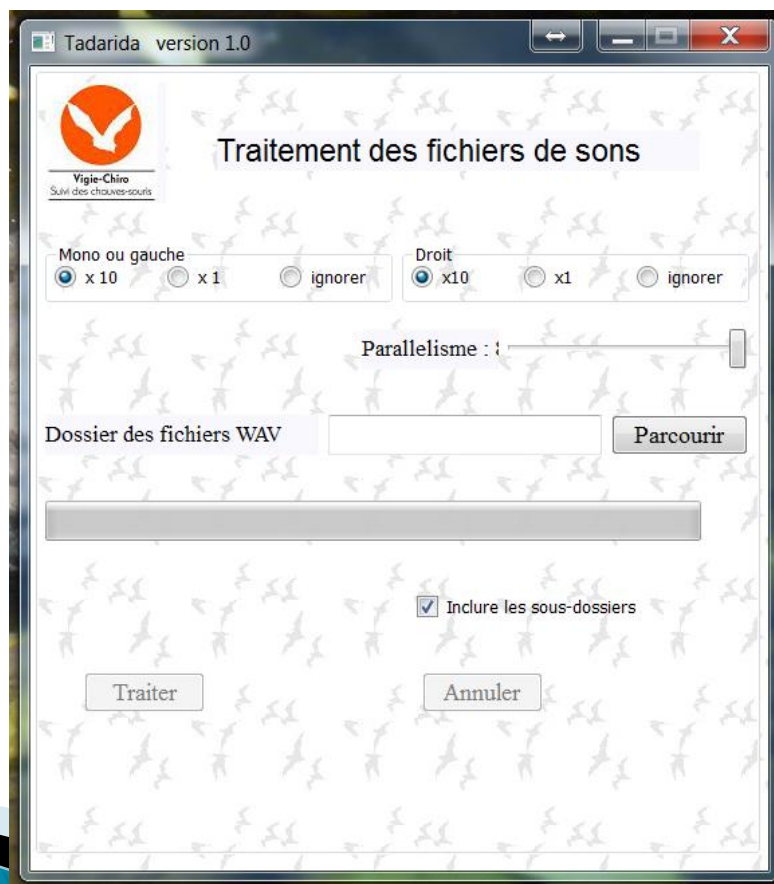 Tadarida version 1.0
Vigie-Chiro
Suivi des chauves-souris
Traitement des fichiers de sons
Mono ou gauche
x 10 x 1 ignorer
Droit
x10 x1 ignorer
Parallelisme :
Dossier des fichiers WAV
Parcourir
Inclure les sous-dossiers
Traiter
Annuler